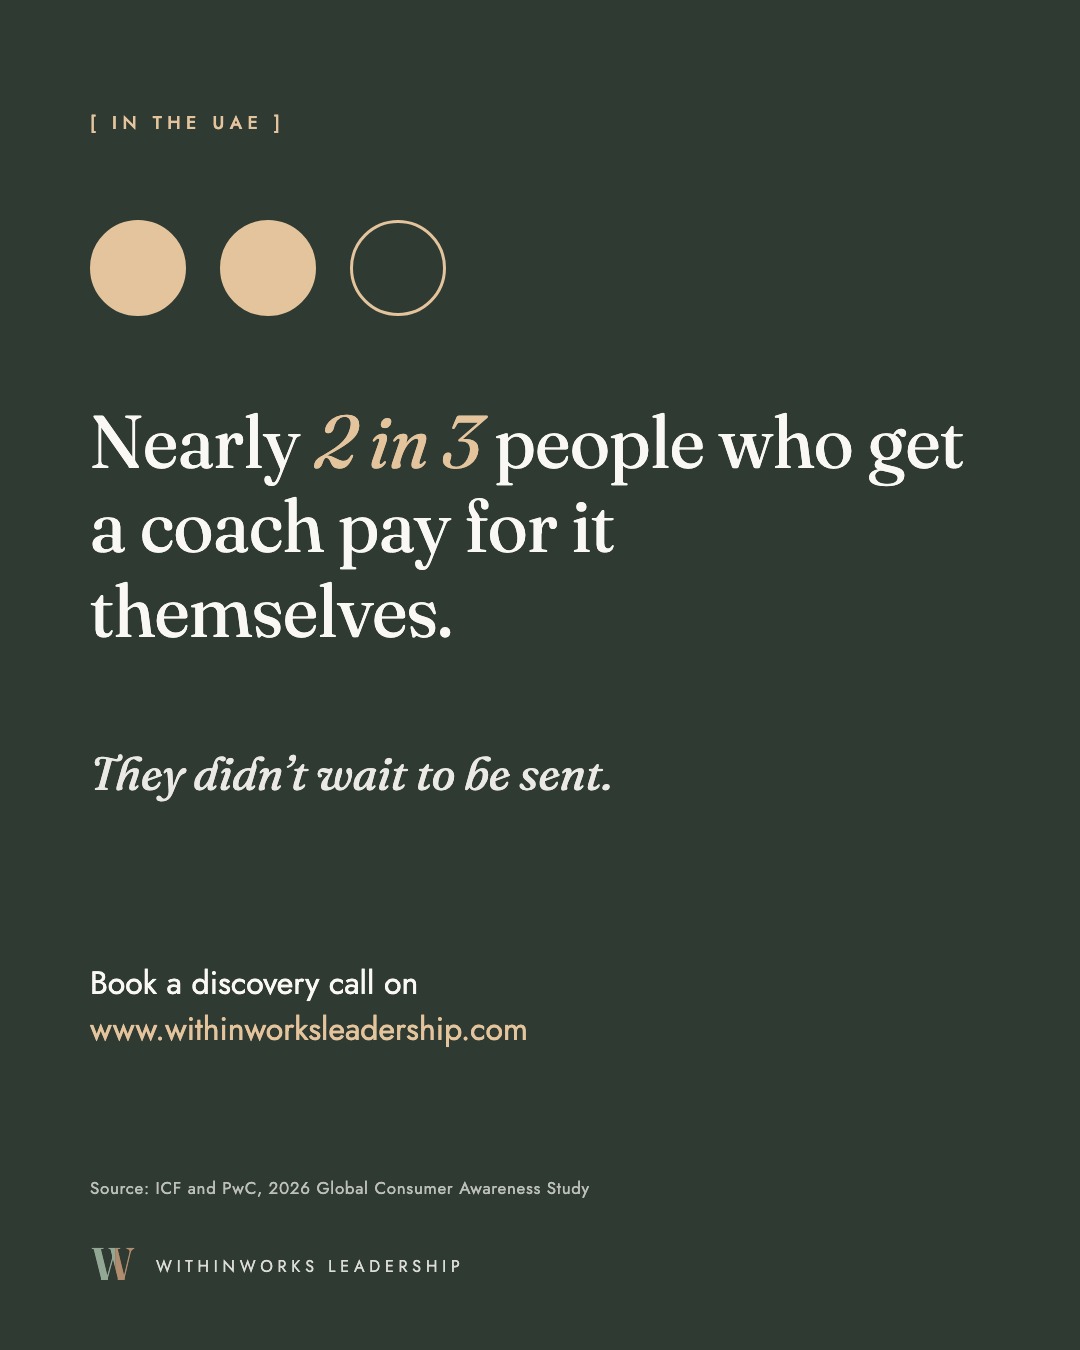 [ IN THE UAE ]
Nearly 2 in 3 people who get
a coach pay for it
themselves.
They didn’t wait to be sent.
Book a discovery call on
www.withinworksleadership.com
Source: ICF and PwC, 2026 Global Consumer Awareness Study
W WITHINWORKS LEADERSHIP